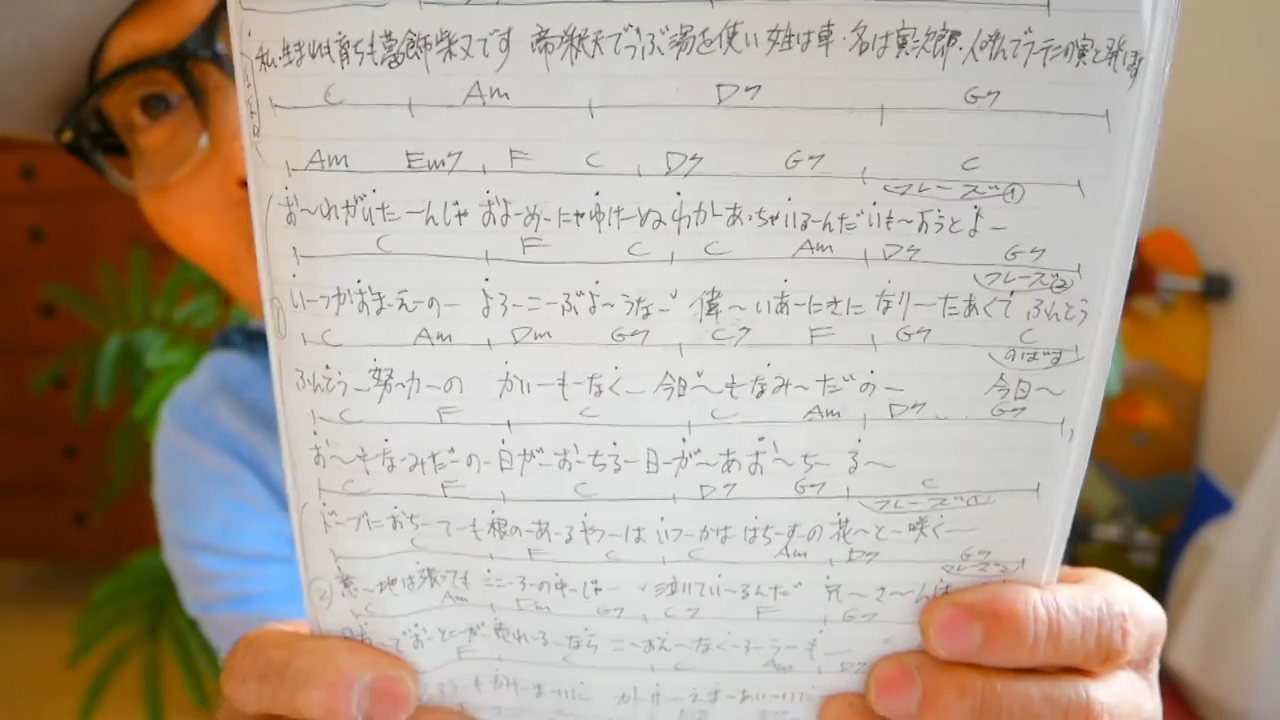 私、生まれも育ちも葛飾柴又です 帝釈天でうぶ湯を使い 姓は車・名は寅次郎・人呼んでフーテンの寅と発します
C Am D7 G7
Am Em7 F C D7 G7 C
フレーズ①
お〜れがいたーんじゃ およーめーにゃゆけーぬ わかーあっちゃいるーんだ いも〜おうとよー
C F C C Am D7 G7
フレーズ②
いーつかおまーえーのー よろーこーぶよ〜うなー 偉〜いあ〜にきに なりーたあくて ふんとう
C Am Dm G7 C7 F G7 C
のばす
ふんとうー努〜力ーの かいーもーなくー 今日〜もなみ〜だのー 今日〜
C F C C Am D7 G7
お〜もなーみだーのー日がーおーちるー日ーが〜あお〜ちーる〜
C F C D7 G7 C
フレーズ①
ドーブにおちーてーも根のーあーるやつーは いつーかは はちーすの花〜とー咲くー
C F C C Am D7 G7
フレーズ2
② 意〜地は張っても こころの中ーじゃー 泣いてい〜るんだ
C Am Dm G7 C7 F G7
F C C Am D7